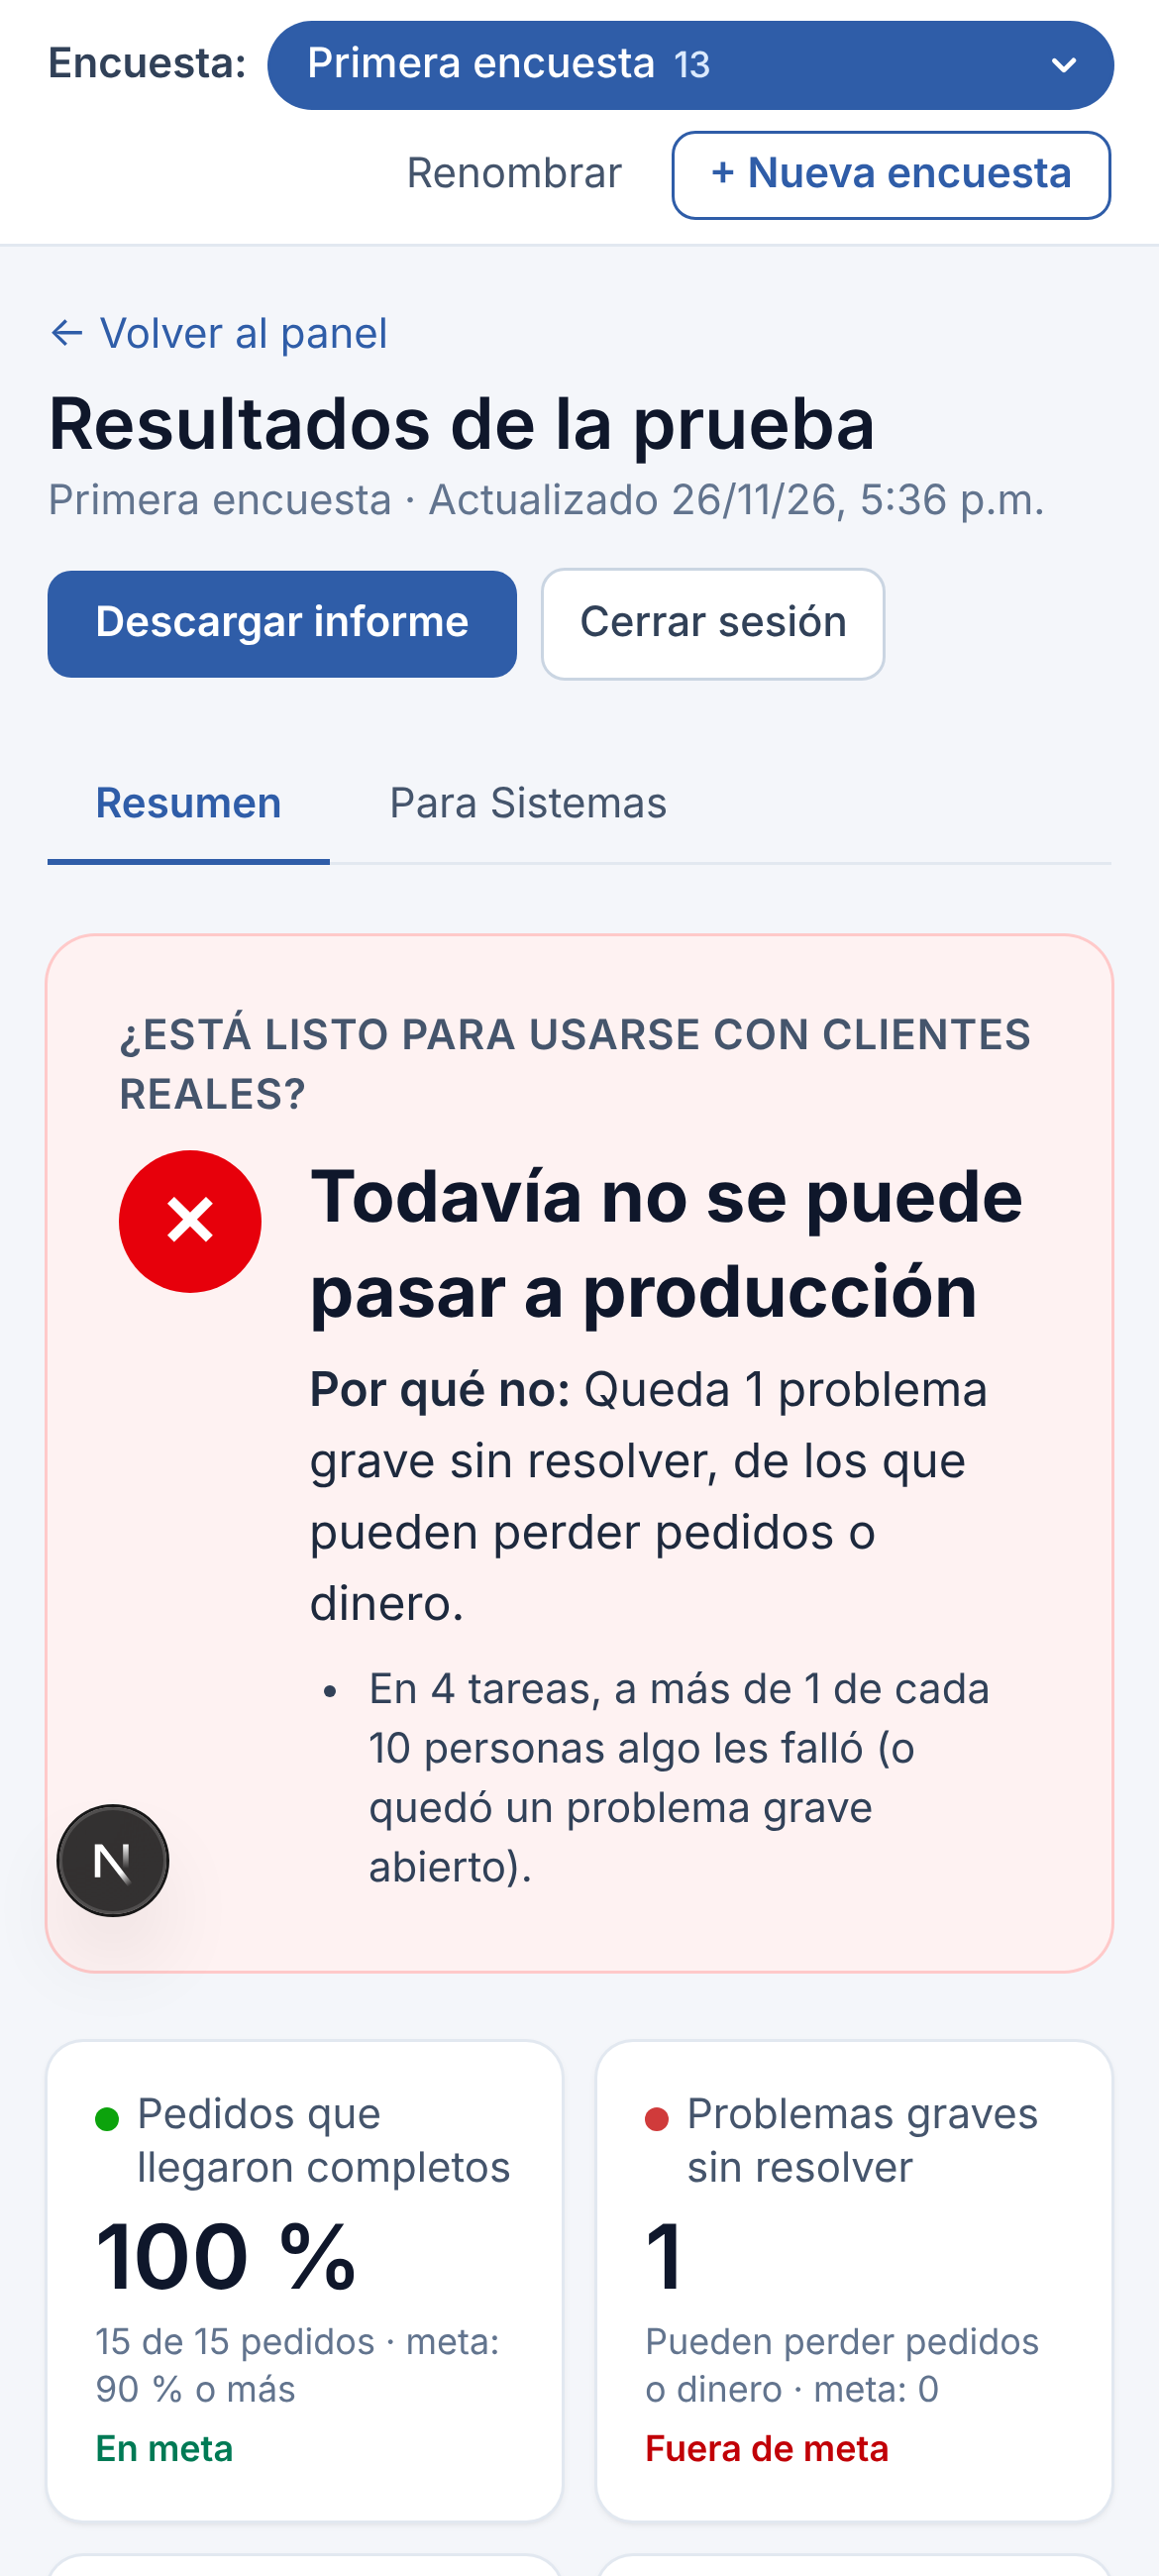 Encuesta: Primera encuesta 13
Renombrar + Nueva encuesta
← Volver al panel
Resultados de la prueba
Primera encuesta · Actualizado 26/11/26, 5:36 p.m.
Descargar informe Cerrar sesión
Resumen Para Sistemas
¿ESTÁ LISTO PARA USARSE CON CLIENTES
REALES?
Todavía no se puede
pasar a producción
Por qué no: Queda 1 problema
grave sin resolver, de los que
pueden perder pedidos o
dinero.
• En 4 tareas, a más de 1 de cada
10 personas algo les falló (o
quedó un problema grave
abierto).
N
Pedidos que
llegaron completos
100 %
15 de 15 pedidos · meta:
90 % o más
En meta
Problemas graves
sin resolver
1
Pueden perder pedidos
o dinero · meta: 0
Fuera de meta